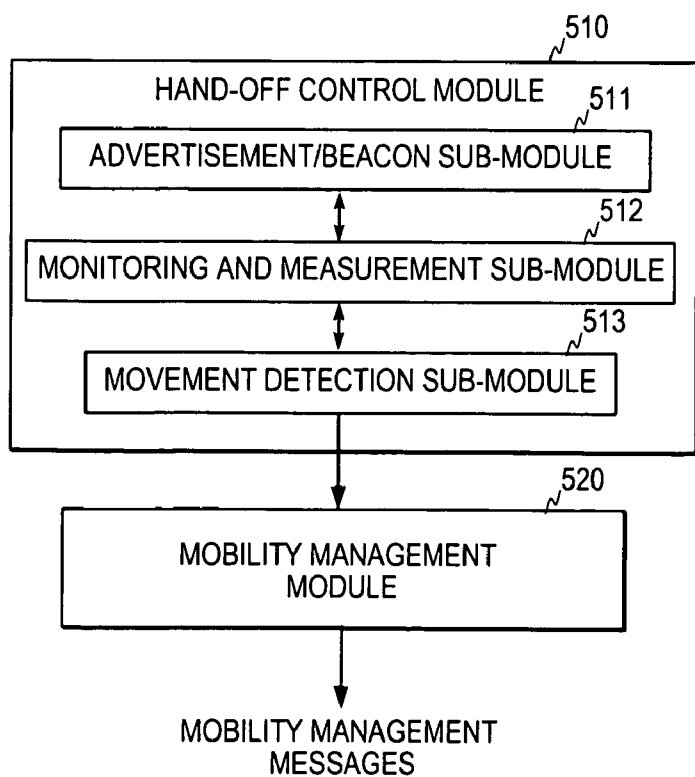 510
HAND-OFF CONTROL MODULE
511
ADVERTISEMENT/BEACON SUB-MODULE
512
MONITORING AND MEASUREMENT SUB-MODULE
513
MOVEMENT DETECTION SUB-MODULE
520
MOBILITY MANAGEMENT
MODULE
MOBILITY MANAGEMENT
MESSAGES